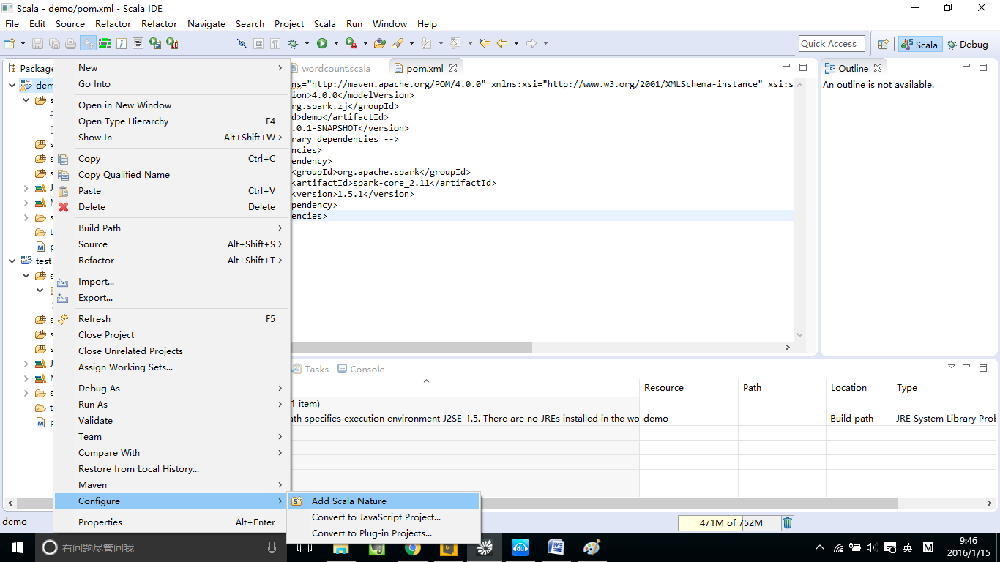 Scala - demo/pom.xml - Scala IDE
File Edit Source Refactor Refactor Navigate Search Project Scala Run Window Help
Quick Access
Scala
Debug
Package
dem
test
New
Go Into
Open in New Window
Open Type Hierarchy F4
Show In Alt+Shift+W
Copy Ctrl+C
Copy Qualified Name
Paste Ctrl+V
Delete Delete
Build Path
Source Alt+Shift+S
Refactor Alt+Shift+T
Import...
Export...
Refresh F5
Close Project
Close Unrelated Projects
Assign Working Sets...
Debug As
Run As
Validate
Team
Compare With
Restore from Local History...
Maven
Configure
Properties Alt+Enter
Add Scala Nature
Convert to JavaScript Project...
Convert to Plug-in Projects...
wordcount.scala
pom.xml
ns="http://maven.apache.org/POM/4.0.0" xmlns:xsi="http://www.w3.org/2001/XMLSchema-instance" xsi:s
ion>4.0.0</modelVersion>
rg.spark.zj</groupId>
d>demo</artifactId>
.0.1-SNAPSHOT</version>
rary dependencies -->
ncies>
endency>
<groupId>org.apache.spark</groupId>
<artifactId>spark-core_2.11</artifactId>
<version>1.5.1</version>
pendency>
encies>
Outline
An outline is not available.
Tasks
Console
Resource Path Location Type
1 item)
ath specifies execution environment J2SE-1.5. There are no JREs installed in the wo demo Build path JRE System Library Prob
demo
471M of 752M
有问题尽管问我
英
M
9:46
2016/1/15